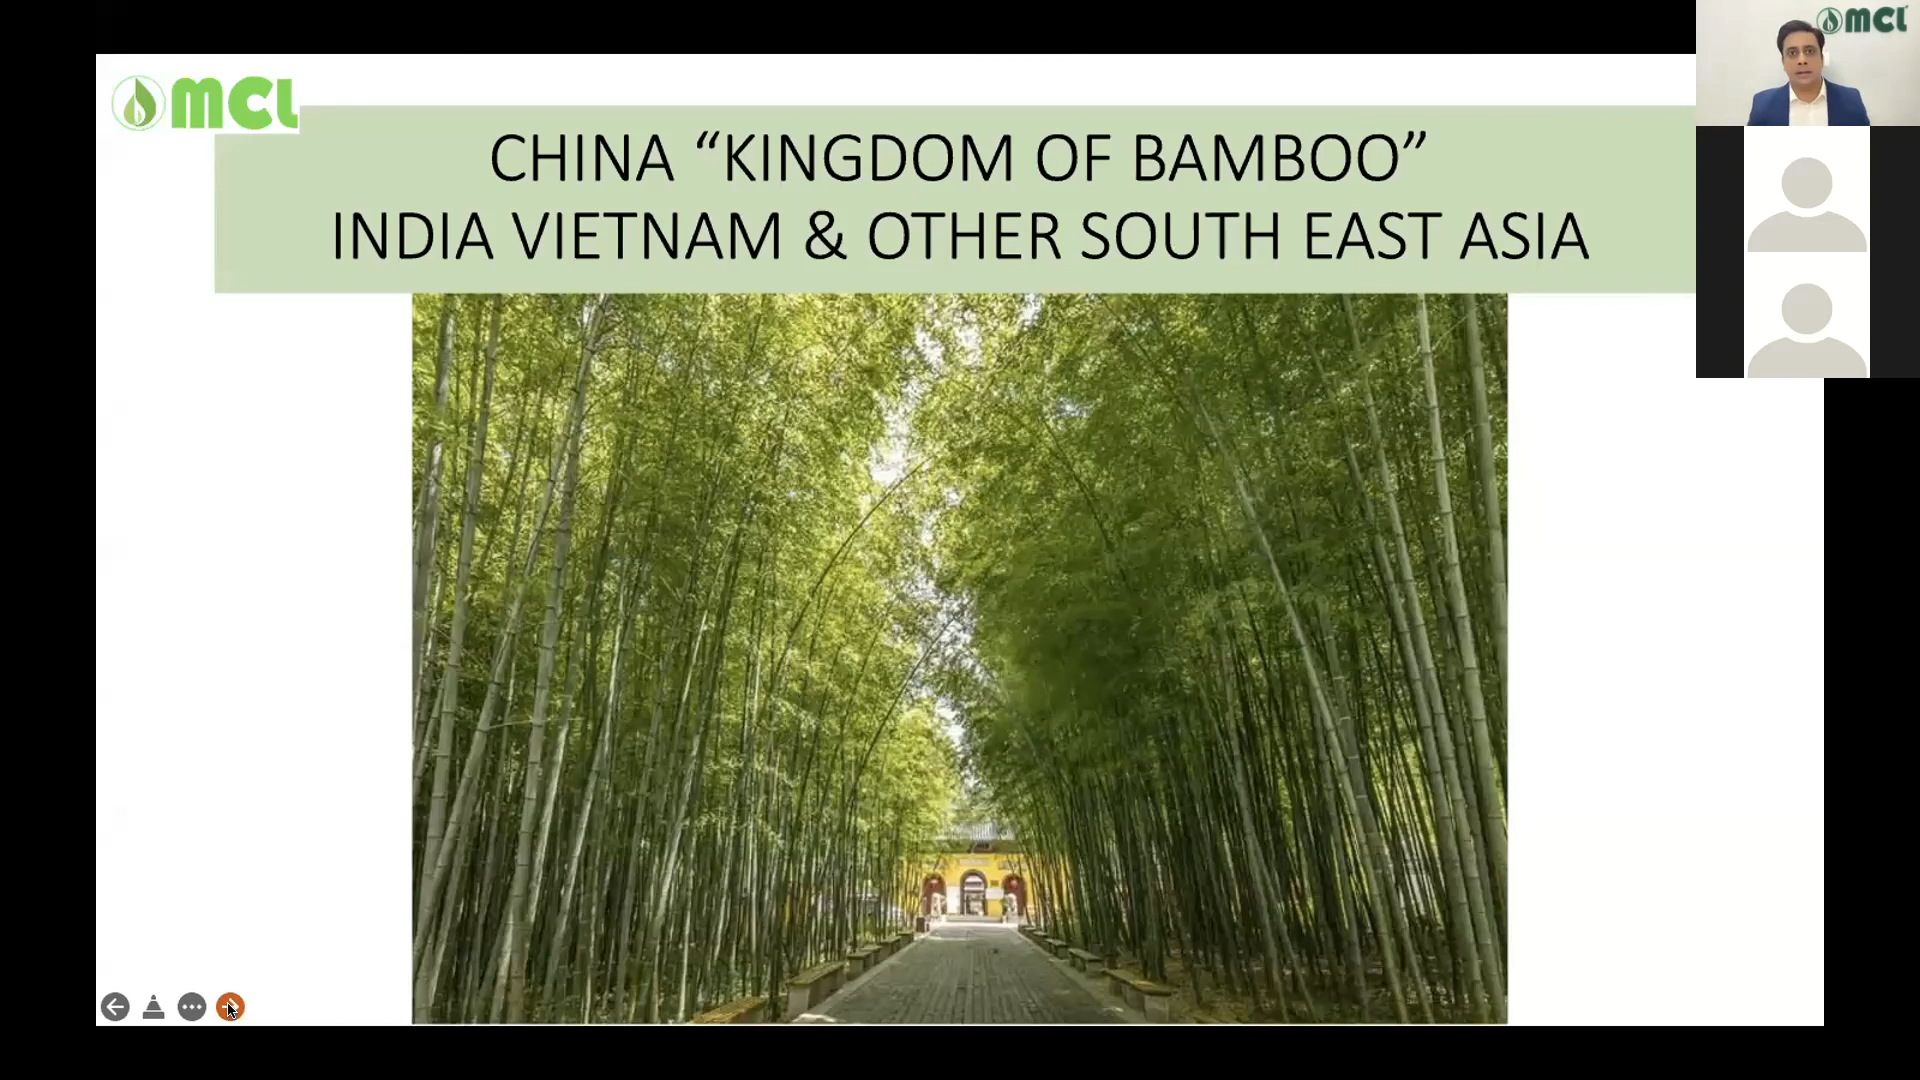 MCL
CHINA “KINGDOM OF BAMBOO”
INDIA VIETNAM & OTHER SOUTH EAST ASIA
MCL